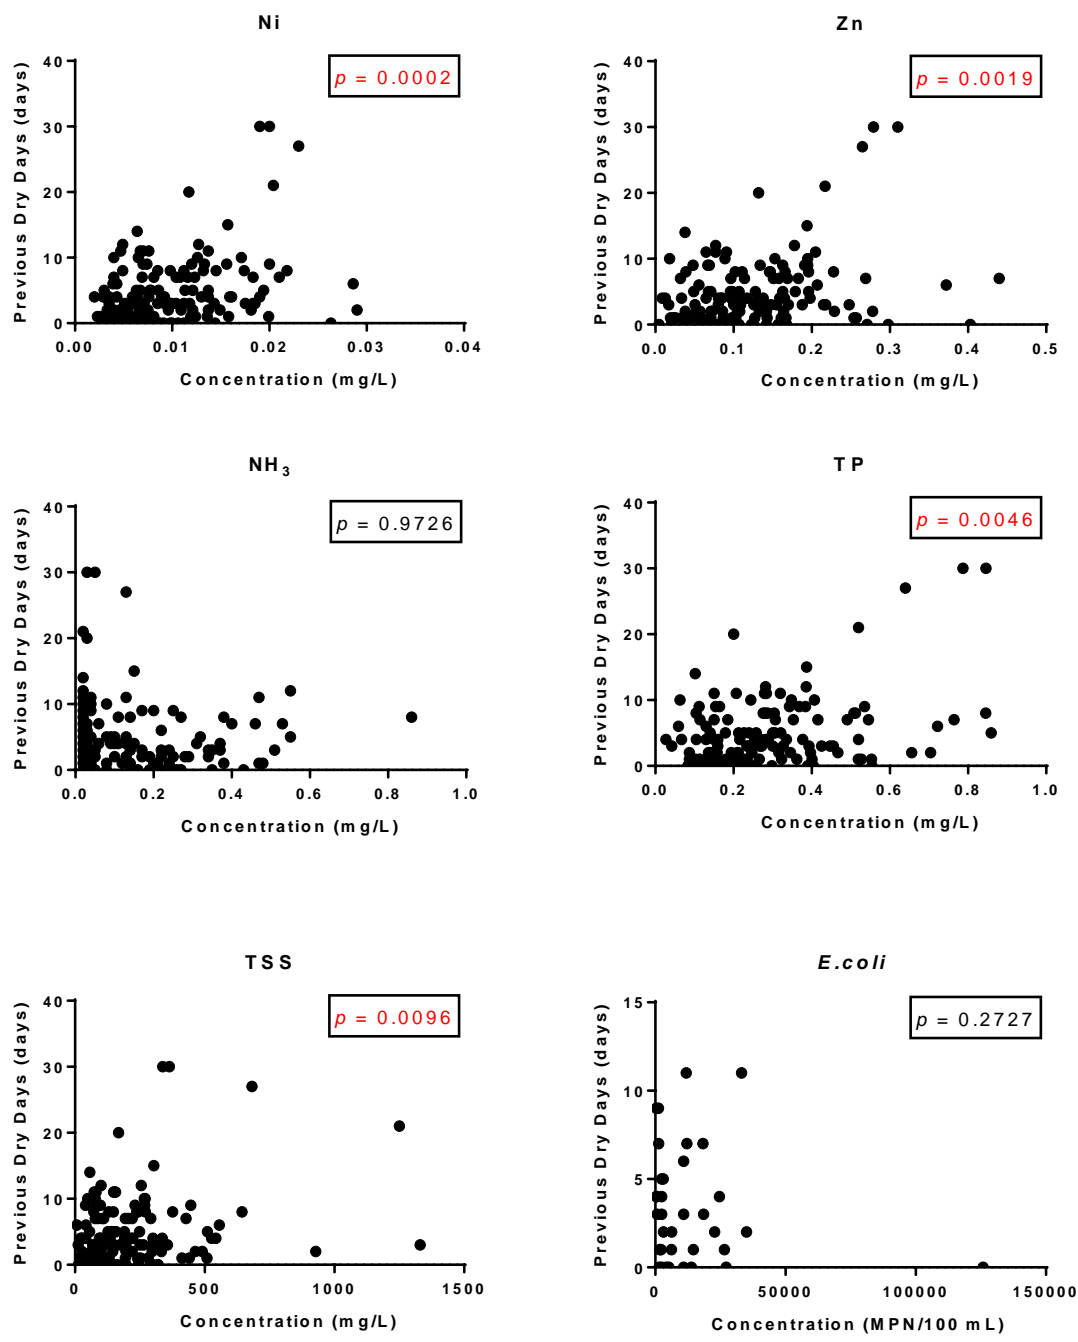 Ni
p = 0.0002
Previous Dry Days (days)
40
30
20
10
0
0.00 0.01 0.02 0.03 0.04
Concentration (mg/L)
Zn
p = 0.0019
Previous Dry Days (days)
40
30
20
10
0
0.0 0.1 0.2 0.3 0.4 0.5
Concentration (mg/L)
NH3
p = 0.9726
Previous Dry Days (days)
40
30
20
10
0
0.0 0.2 0.4 0.6 0.8 1.0
Concentration (mg/L)
TP
p = 0.0046
Previous Dry Days (days)
40
30
20
10
0
0.0 0.2 0.4 0.6 0.8 1.0
Concentration (mg/L)
TSS
p = 0.0096
Previous Dry Days (days)
40
30
20
10
0
0 500 1000 1500
Concentration (mg/L)
E.coli
p = 0.2727
Previous Dry Days (days)
15
10
5
0
0 50000 100000 150000
Concentration (MPN/100 mL)